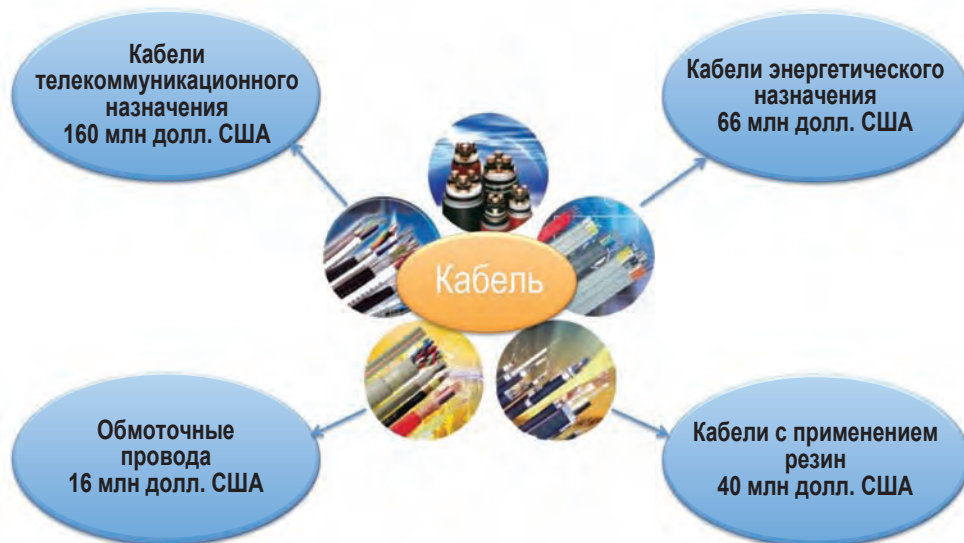 Кабели
телекоммуникационного
назначения
160 млн долл. США
Кабели энергетического
назначения
66 млн долл. США
Кабель
Обмоточные
провода
16 млн долл. США
Кабели с применением
резин
40 млн долл. США